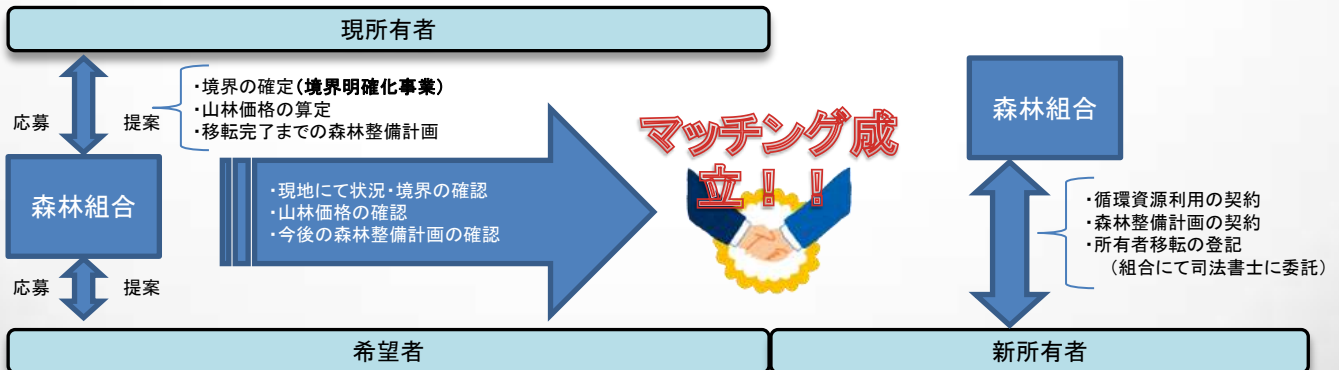 現所有者
応募
提案
・境界の確定(境界明確化事業)
・山林価格の算定
・移転完了までの森林整備計画
森林組合
・現地にて状況・境界の確認
・山林価格の確認
・今後の森林整備計画の確認
応募
提案
希望者
マッチング成
立！！
森林組合
・循環資源利用の契約
・森林整備計画の契約
・所有者移転の登記
（組合にて司法書士に委託）
新所有者